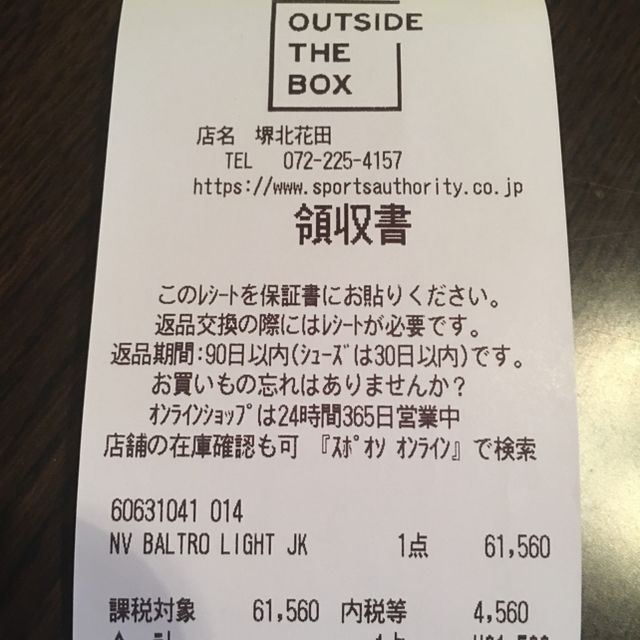 OUTSIDE
THE
BOX
店名 堺北花田
TEL 072-225-4157
https://www.sportsauthority.co.jp
領収書
このﾚｼｰﾄを保証書にお貼りください。
返品交換の際にはﾚｼｰﾄが必要です。
返品期間:90日以内(ｼｭｰｽﾞは30日以内)です。
お買いもの忘れはありませんか?
ｵﾝﾗｲﾝｼｮｯﾌﾟは24時間365日営業中
店舗の在庫確認も可 『ｽﾎﾟｵｿ ｵﾝﾗｲﾝ』で検索
60631041 014
NV BALTRO LIGHT JK 1点 61,560
課税対象 61,560 内税等 4,560